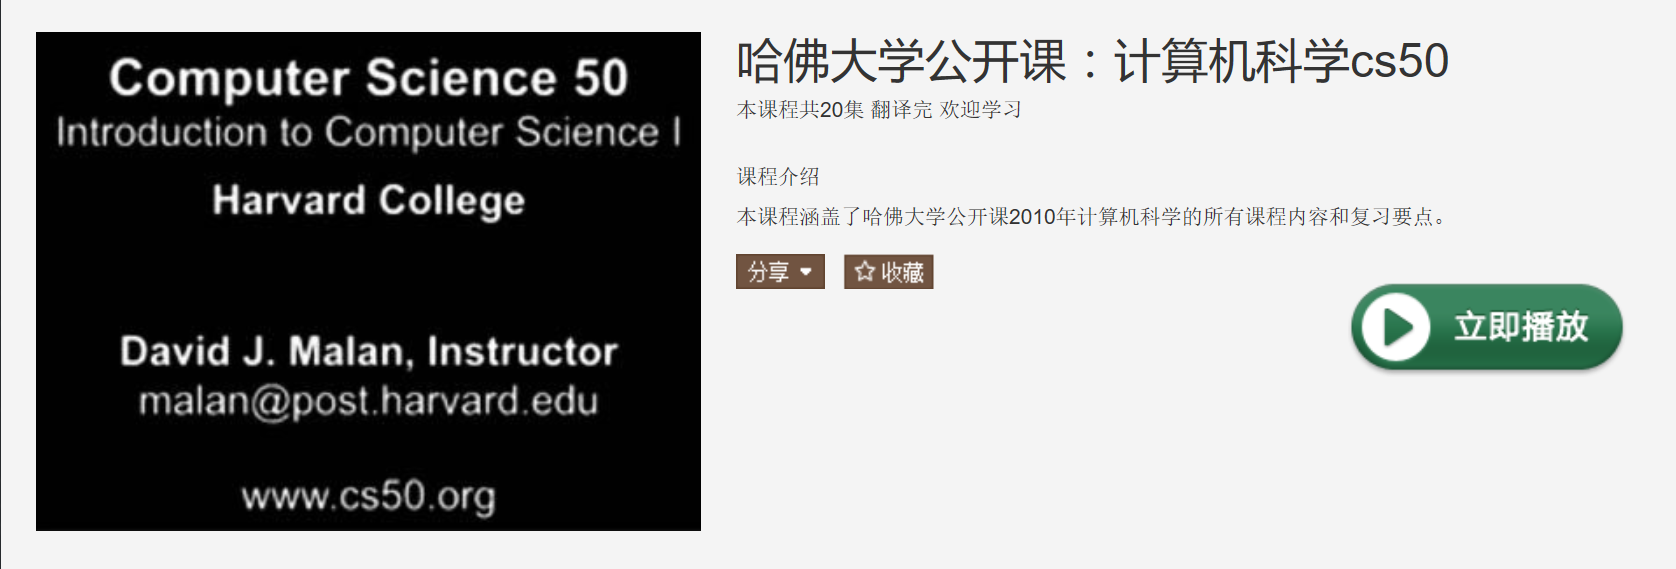 Computer Science 50
Introduction to Computer Science I
Harvard College
David J. Malan, Instructor
malan@post.harvard.edu
www.cs50.org
哈佛大学公开课：计算机科学cs50
本课程共20集 翻译完 欢迎学习
课程介绍
本课程涵盖了哈佛大学公开课2010年计算机科学的所有课程内容和复习要点。
分享 收藏
立即播放